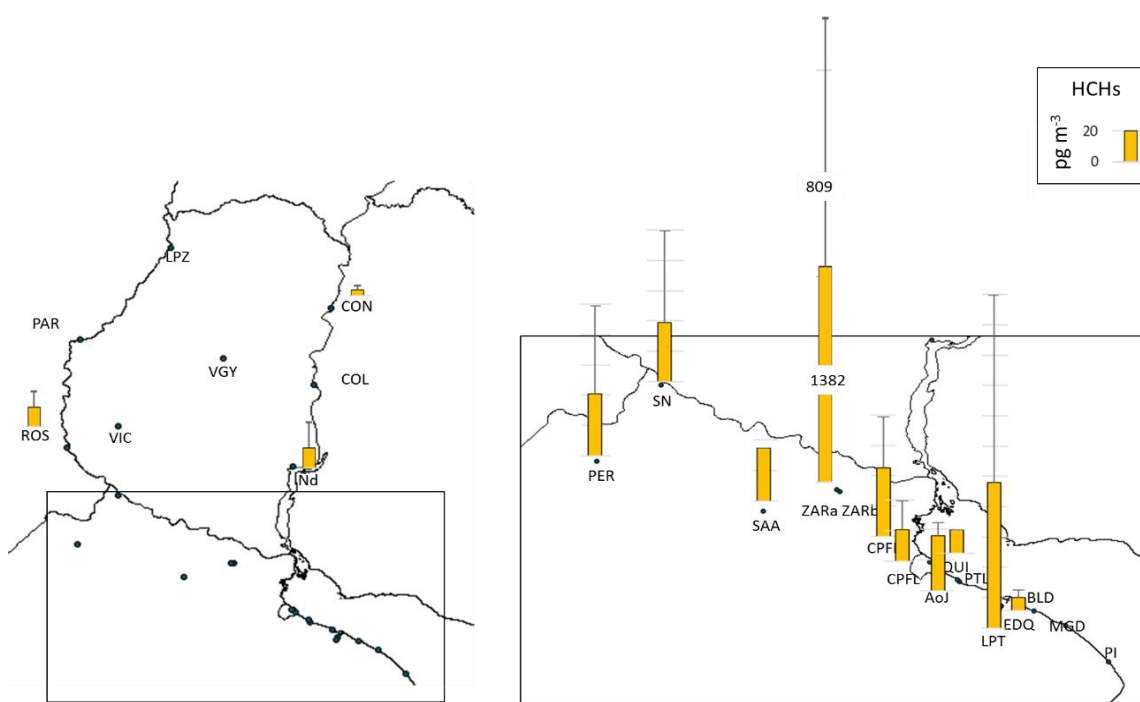 HCHs
pg m⁻³
20
0
LPZ
PAR
CON
VGY
COL
ROS
VIC
Nd
809
1382
SN
PER
SAA
ZARa ZARb
CPFI
CPFL
QUI
AoJ
PTL
BLD
EDQ
MGD
LPT
PI